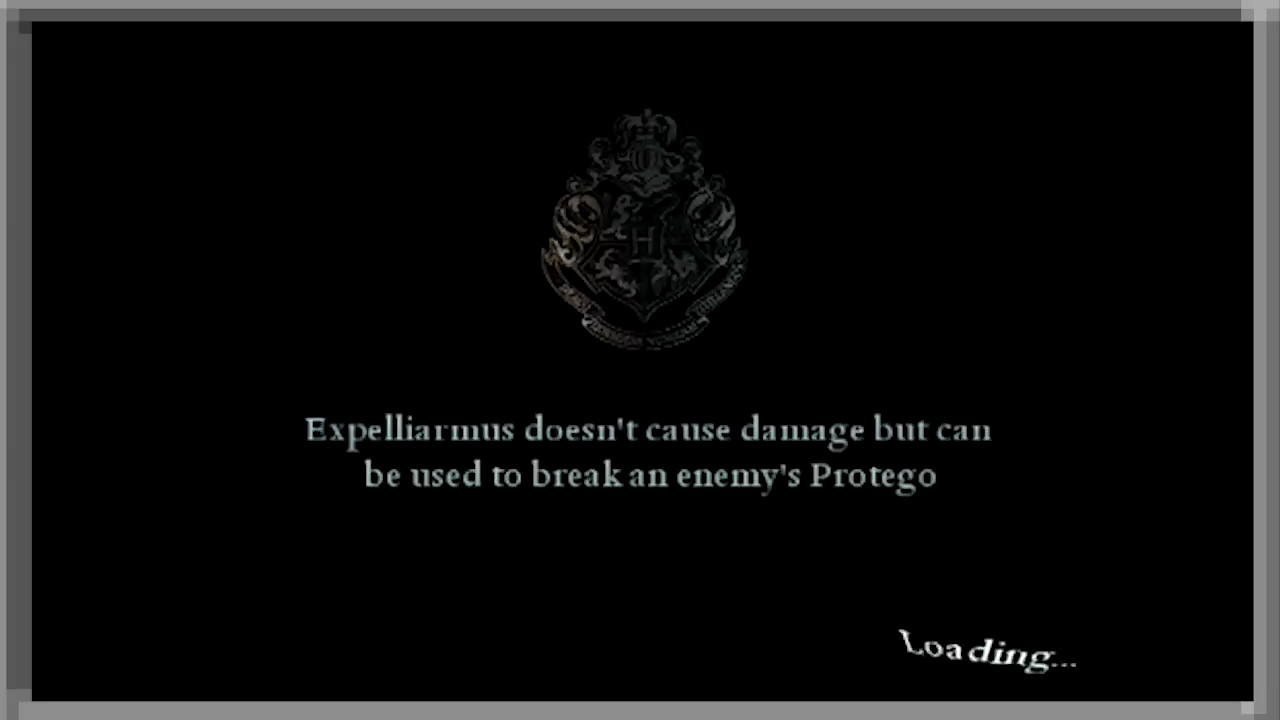 H
Expelliarmus doesn't cause damage but can
be used to break an enemy's Protego
Loading...